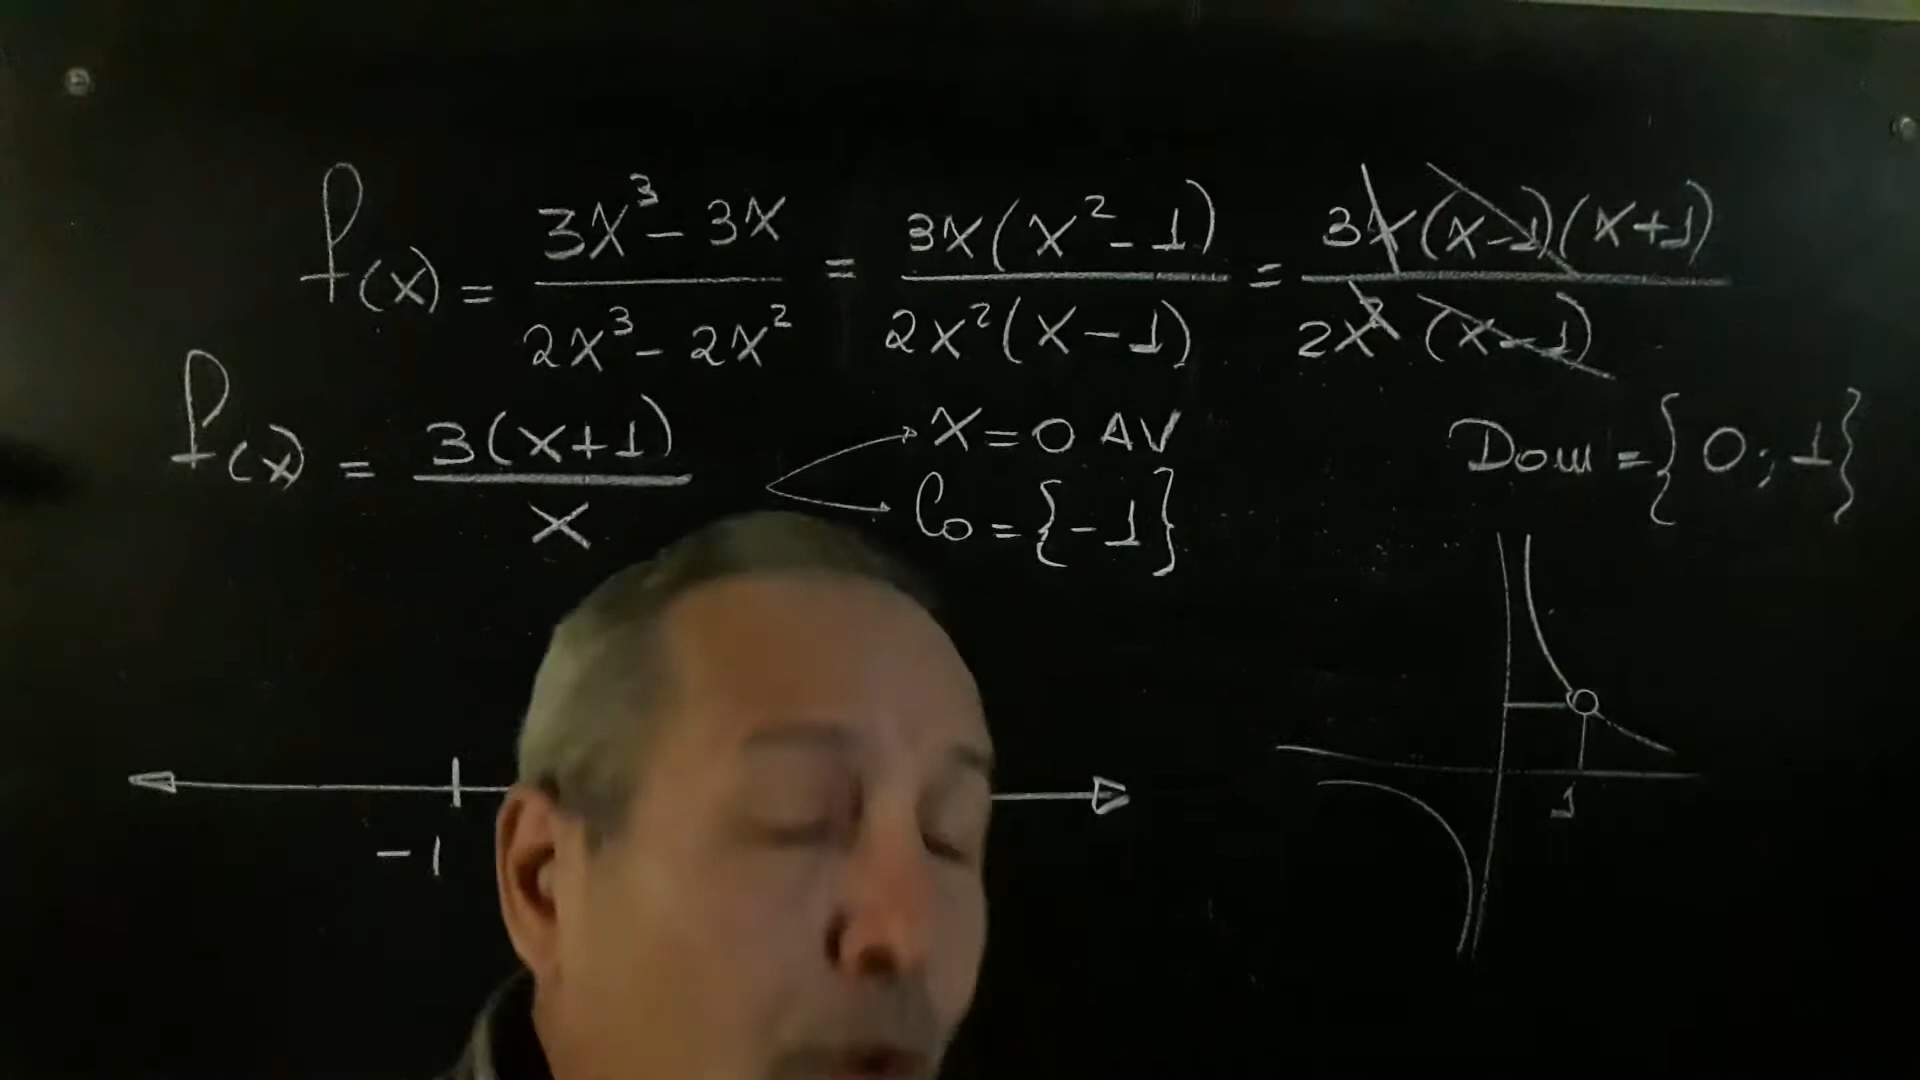 f(x) = (3x³ - 3x)/(2x³ - 2x²) = 3x(x² - 1)/(2x²(x - 1)) = 3x(x-1)(x+1)/(2x²(x-1))
f(x) = 3(x+1)/x
x = 0 AV
C₀ = {-1}
Dom = {0; 1}
-1
1